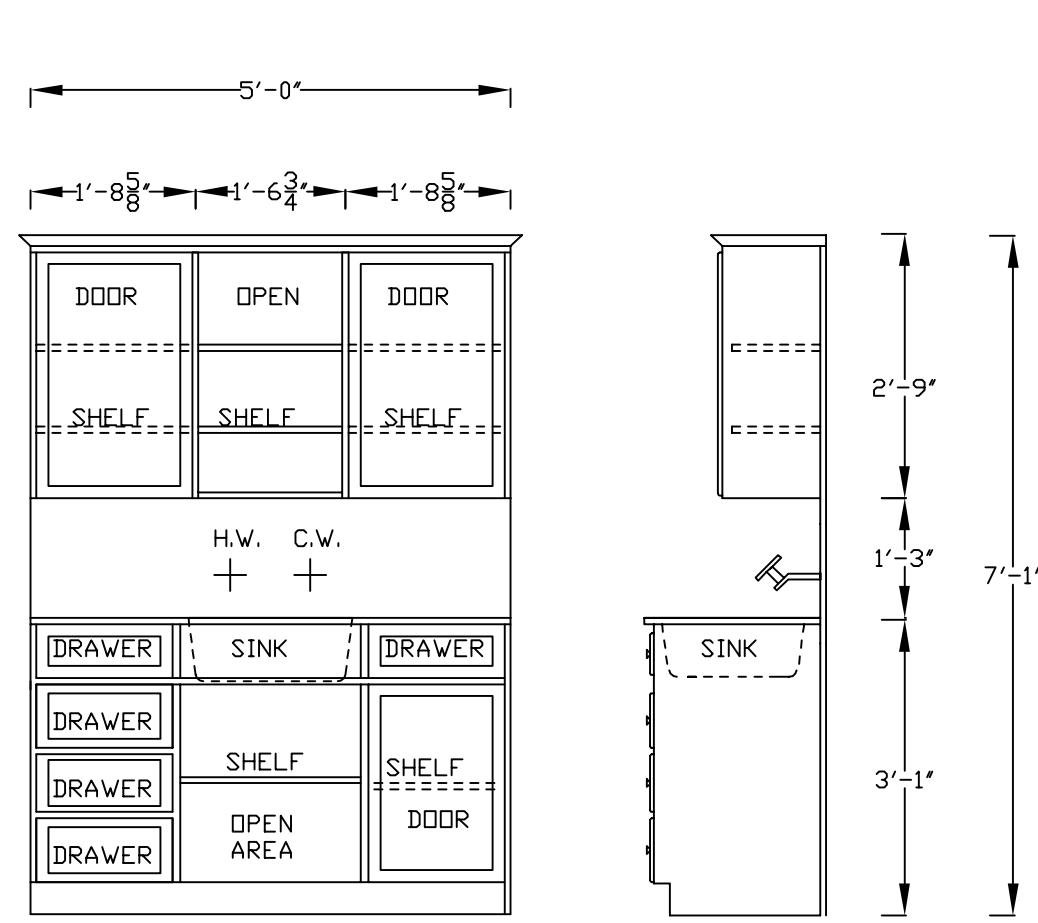 5'-0"
1'-8 5/8" 1'-6 3/4" 1'-8 5/8"
DOOR OPEN DOOR
SHELF SHELF SHELF
2'-9"
H.W. C.W.
1'-3"
7'-1'
DRAWER SINK DRAWER SINK
DRAWER
SHELF SHELF
DRAWER
3'-1"
OPEN DOOR
AREA
DRAWER